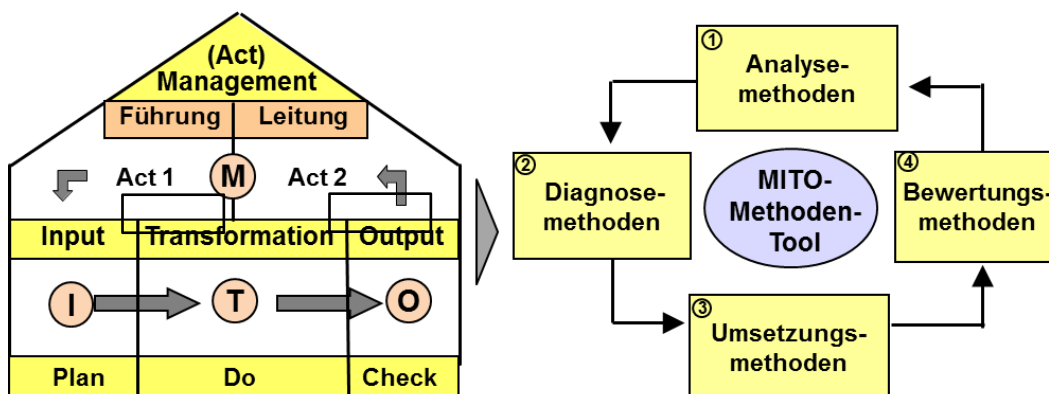 (Act)
Management
Führung Leitung
Act 1 M Act 2
Input Transformation Output
I T O
Plan Do Check
①
Analyse-
methoden
②
Diagnose-
methoden
MITO-
Methoden-
Tool
④
Bewertungs-
methoden
③
Umsetzungs-
methoden